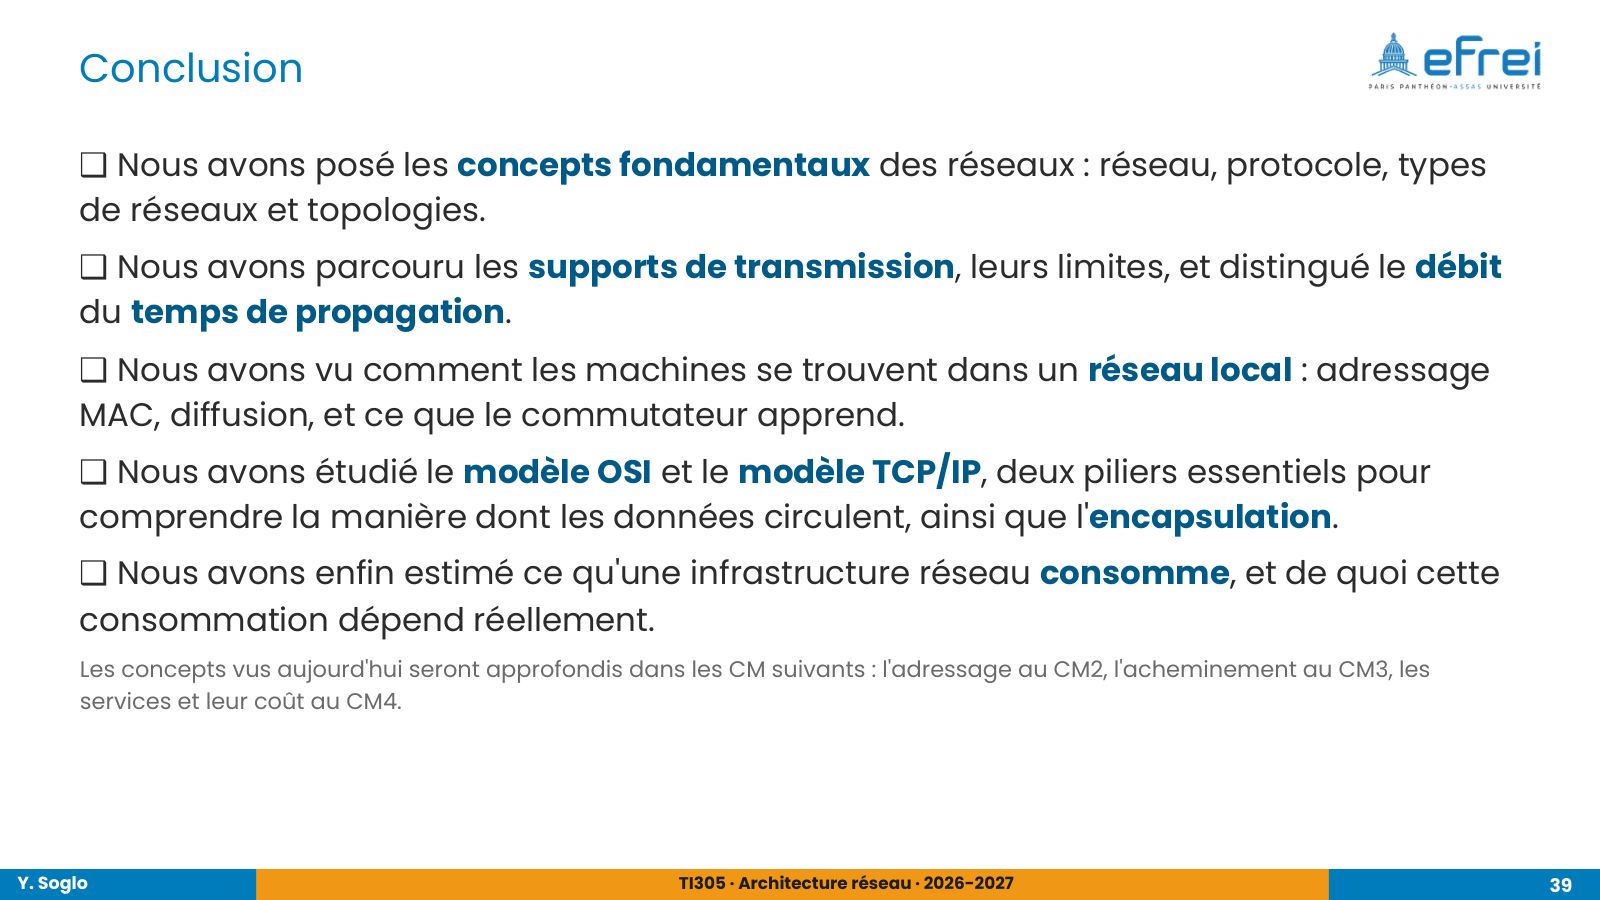 Conclusion
efrei
PARIS PANTHÉON-ASSAS UNIVERSITÉ
❑ Nous avons posé les concepts fondamentaux des réseaux : réseau, protocole, types
de réseaux et topologies.
❑ Nous avons parcouru les supports de transmission, leurs limites, et distingué le débit
du temps de propagation.
❑ Nous avons vu comment les machines se trouvent dans un réseau local : adressage
MAC, diffusion, et ce que le commutateur apprend.
❑ Nous avons étudié le modèle OSI et le modèle TCP/IP, deux piliers essentiels pour
comprendre la manière dont les données circulent, ainsi que l'encapsulation.
❑ Nous avons enfin estimé ce qu'une infrastructure réseau consomme, et de quoi cette
consommation dépend réellement.
Les concepts vus aujourd'hui seront approfondis dans les CM suivants : l'adressage au CM2, l'acheminement au CM3, les
services et leur coût au CM4.
Y. Soglo
TI305 · Architecture réseau · 2026-2027
39